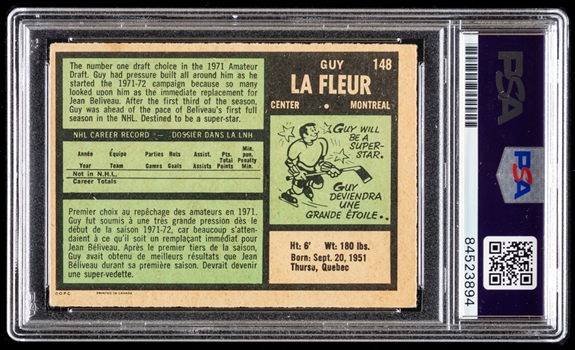 The number one draft choice in the 1971 Amateur
Draft. Guy had pressure built all around him as he
started the 1971-72 campaign because so many
looked upon him as the immediate replacement for
Jean Beliveau. After the first third of the season,
Guy was ahead of the pace of Beliveau's first full
season in the NHL. Destined to be a super-star.
NHL CAREER RECORD — DOSSIER DANS LA LNH
Année Équipe Parties Buts Assist. Pts. Min. pun.
Year Team Games Goals Assists Total Points Penalty Min.
Not in N.H.L.
Career Totals
Premier choix au repêchage des amateurs en 1971.
Guy fut soumis à une très grande pression dès le
début de la saison 1971-72, car beaucoup s'atten-
daient à ce qu'il soit un remplaçant immédiat pour
Jean Béliveau. Après le premier tiers de la saison,
Guy avait obtenu de meilleurs résultats que Jean
Béliveau durant sa première saison. Devrait devenir
une super-vedette.
O.P.C. PRINTED IN CANADA
GUY 148
LA FLEUR
CENTER • MONTREAL
GUY WILL
BE A
SUPER-
STAR.
GUY
DEVIENDRA
UNE
GRANDE ÉTOILE..
Ht: 6' Wt: 180 lbs.
Born: Sept. 20, 1951
Thurso, Quebec
PSA
PSA
84523894